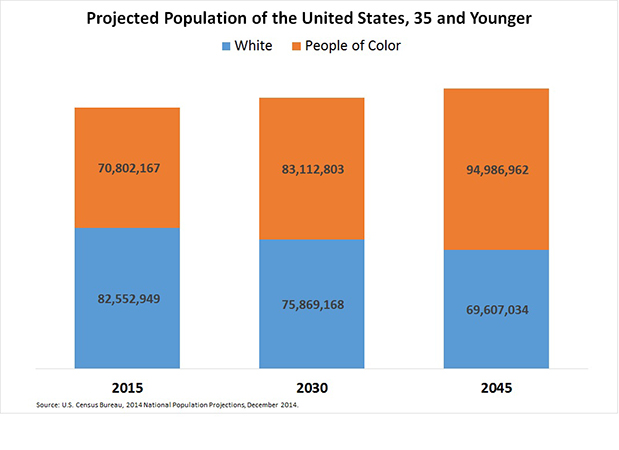 Projected Population of the United States, 35 and Younger
White People of Color
70,802,167 83,112,803 94,986,962
82,552,949 75,869,168 69,607,034
2015 2030 2045
Source: U.S. Census Bureau, 2014 National Population Projections, December 2014.